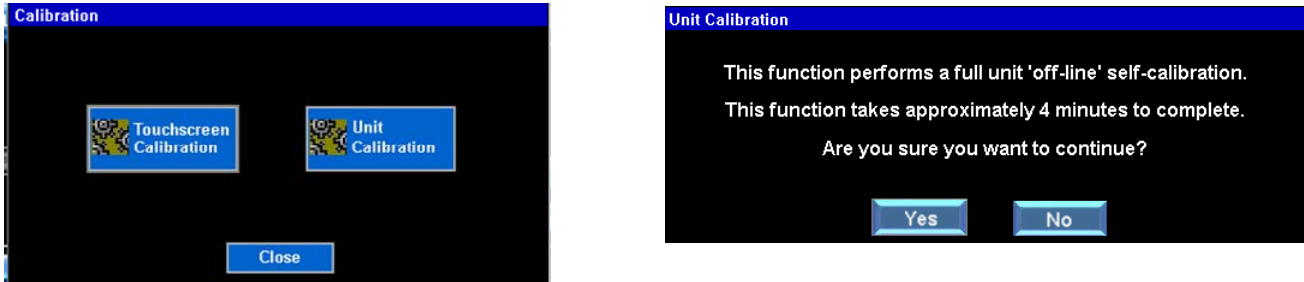 Calibration
Touchscreen
Calibration
Unit
Calibration
Close
Unit Calibration
This function performs a full unit 'off-line' self-calibration.
This function takes approximately 4 minutes to complete.
Are you sure you want to continue?
Yes
No